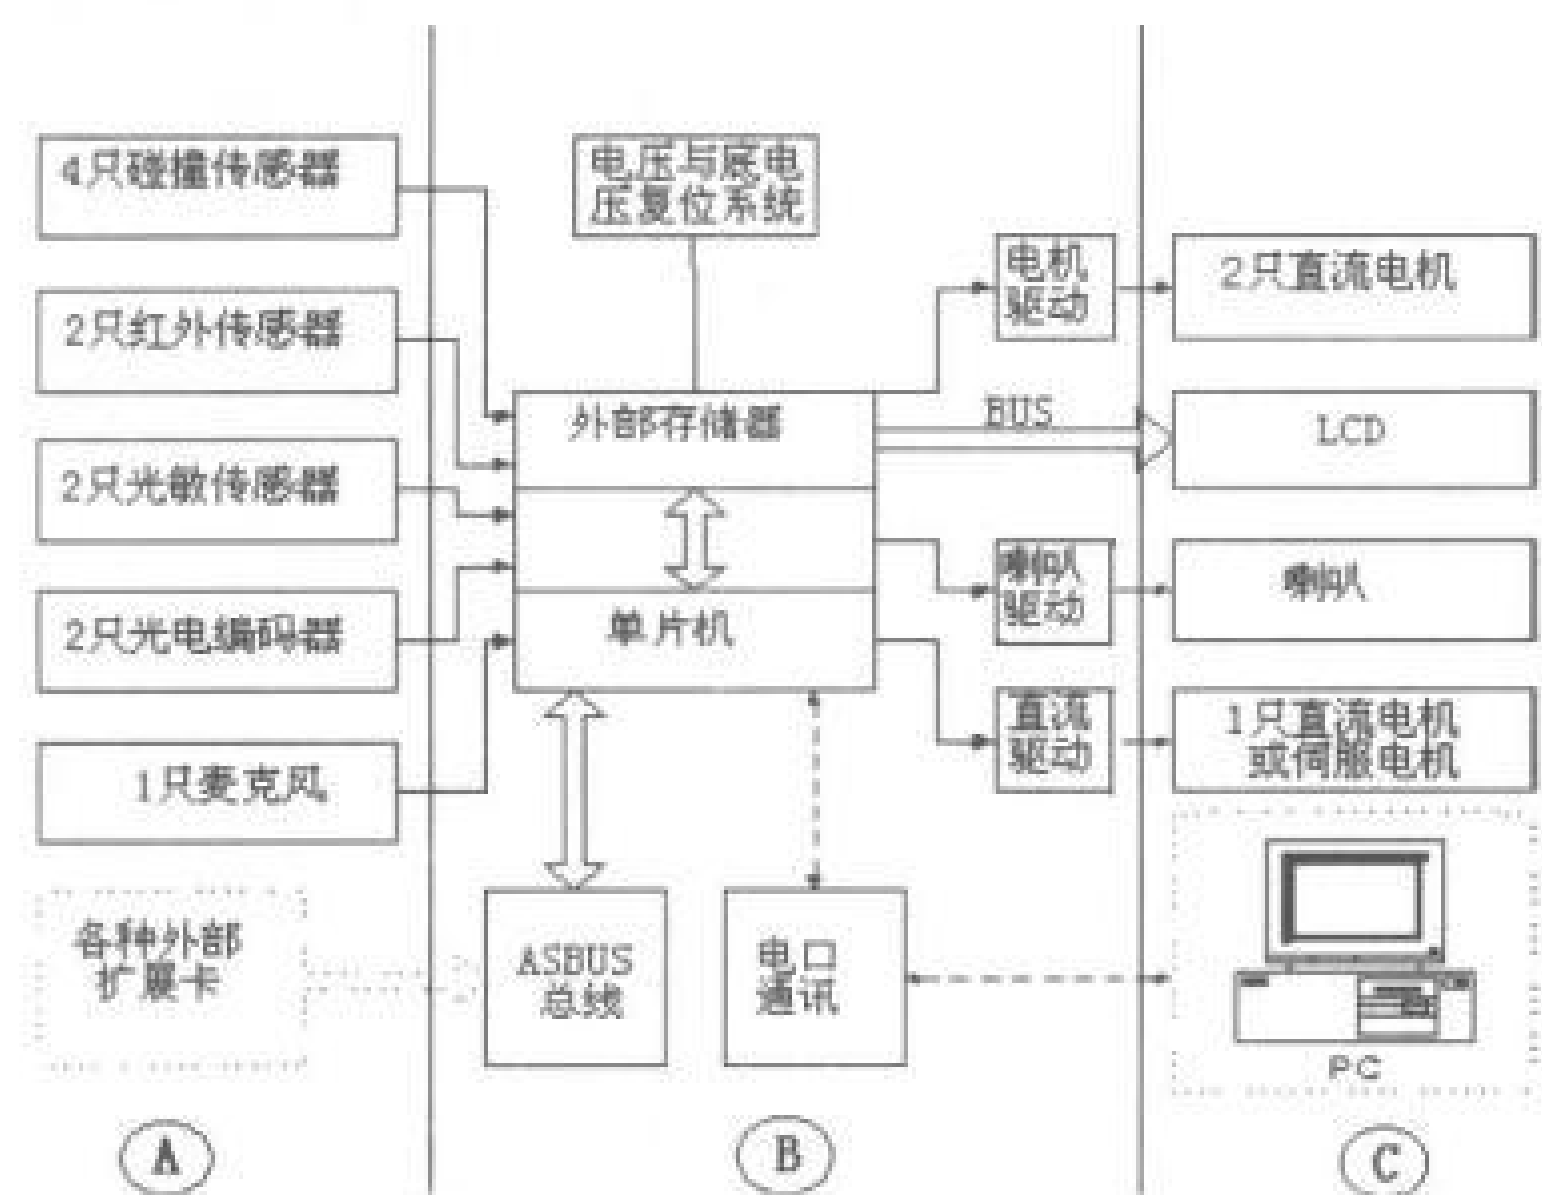 4只碰撞传感器
2只红外传感器
2只光敏传感器
2只光电编码器
1只麦克风
各种外部
扩展卡
A
电压与底电
压复位系统
外部存储器
单片机
ASBUS
总线
电口
通讯
BUS
电机
驱动
喇叭
驱动
直流
驱动
B
2只直流电机
LCD
喇叭
1只直流电机
或伺服电机
PC
C